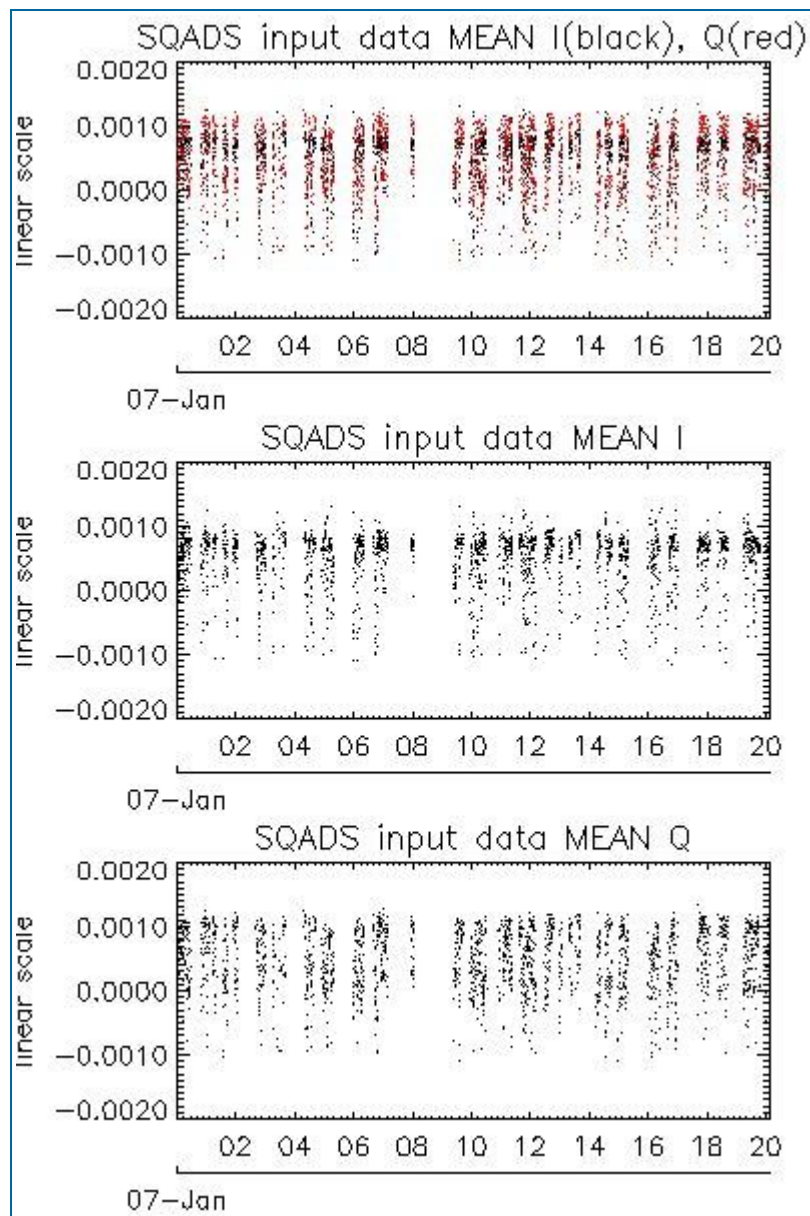 SQADS input data MEAN I(black), Q(red)
0.0020
0.0010
0.0000
-0.0010
-0.0020
linear scale
02 04 06 08 10 12 14 16 18 20
07-Jan
SQADS input data MEAN I
0.0020
0.0010
0.0000
-0.0010
-0.0020
linear scale
02 04 06 08 10 12 14 16 18 20
07-Jan
SQADS input data MEAN Q
0.0020
0.0010
0.0000
-0.0010
-0.0020
linear scale
02 04 06 08 10 12 14 16 18 20
07-Jan